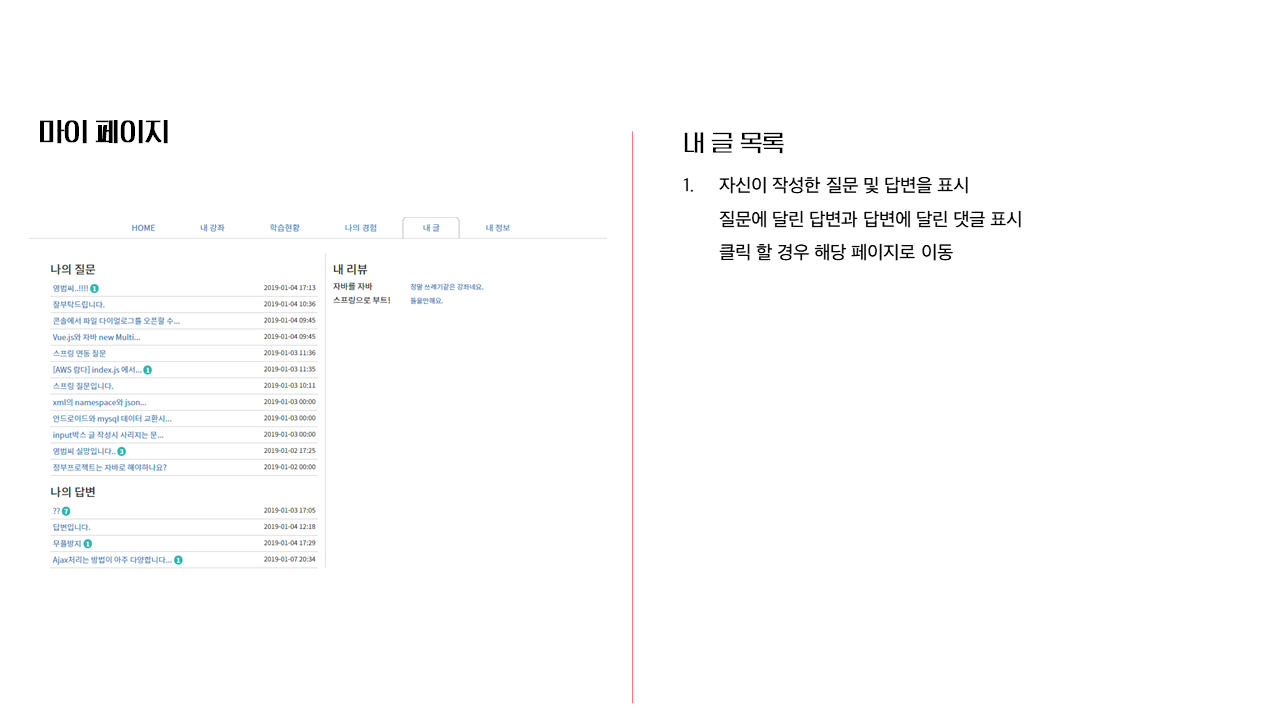 마이 페이지
HOME 내 강좌 학습현황 나의 경험 내 글 내 정보
나의 질문
영범씨..!!!! 1 2019-01-04 17:13
잘부탁드립니다. 2019-01-04 10:36
콘솔에서 파일 다이얼로그를 오픈할 수... 2019-01-04 09:45
Vue.js와 자바 new Multi... 2019-01-04 09:45
스프링 연동 질문 2019-01-03 11:36
[AWS 람다] index.js 에서... 1 2019-01-03 11:35
스프링 질문입니다. 2019-01-03 10:11
xml의 namespace와 json... 2019-01-03 00:00
안드로이드와 mysql 데이터 교환시... 2019-01-03 00:00
input박스 글 작성시 사리지는 문... 2019-01-03 00:00
영범씨 실망입니다.. 3 2019-01-02 17:25
정부프로젝트는 자바로 해야하나요? 2019-01-02 00:00
나의 답변
?? 7 2019-01-03 17:05
답변입니다. 2019-01-04 12:18
무플방지 1 2019-01-04 17:29
Ajax처리는 방법이 아주 다양합니다... 1 2019-01-07 20:34
내 리뷰
자바를 자바 정말 쓰레기같은 강좌네요.
스프링으로 부트! 들을만해요.
내 글 목록
1. 자신이 작성한 질문 및 답변을 표시
질문에 달린 답변과 답변에 달린 댓글 표시
클릭 할 경우 해당 페이지로 이동